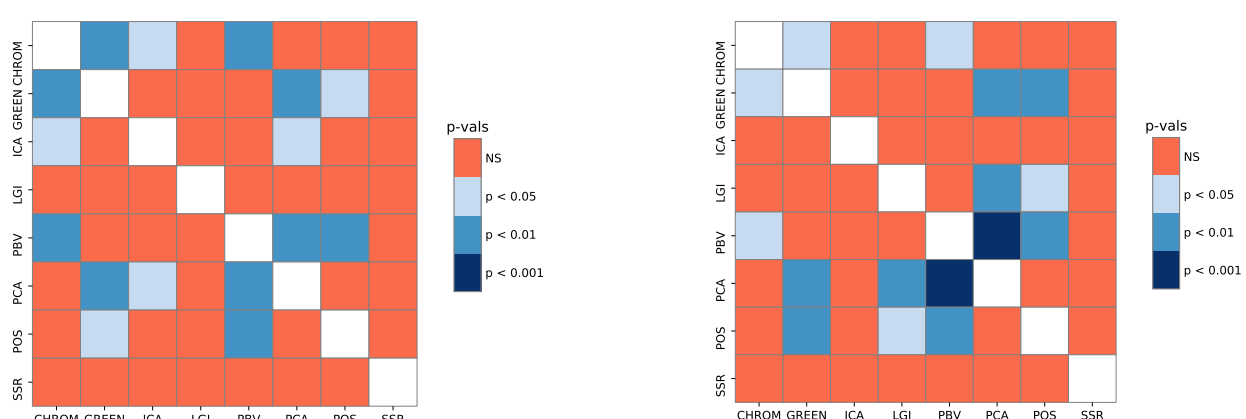 CHROM
GREEN
ICA
LGI
PBV
PCA
POS
SSR
CHROM GREEN ICA LGI PBV PCA POS SSR
p-vals
NS
p < 0.05
p < 0.01
p < 0.001
CHROM
GREEN
ICA
LGI
PBV
PCA
POS
SSR
CHROM GREEN ICA LGI PBV PCA POS SSR
p-vals
NS
p < 0.05
p < 0.01
p < 0.001